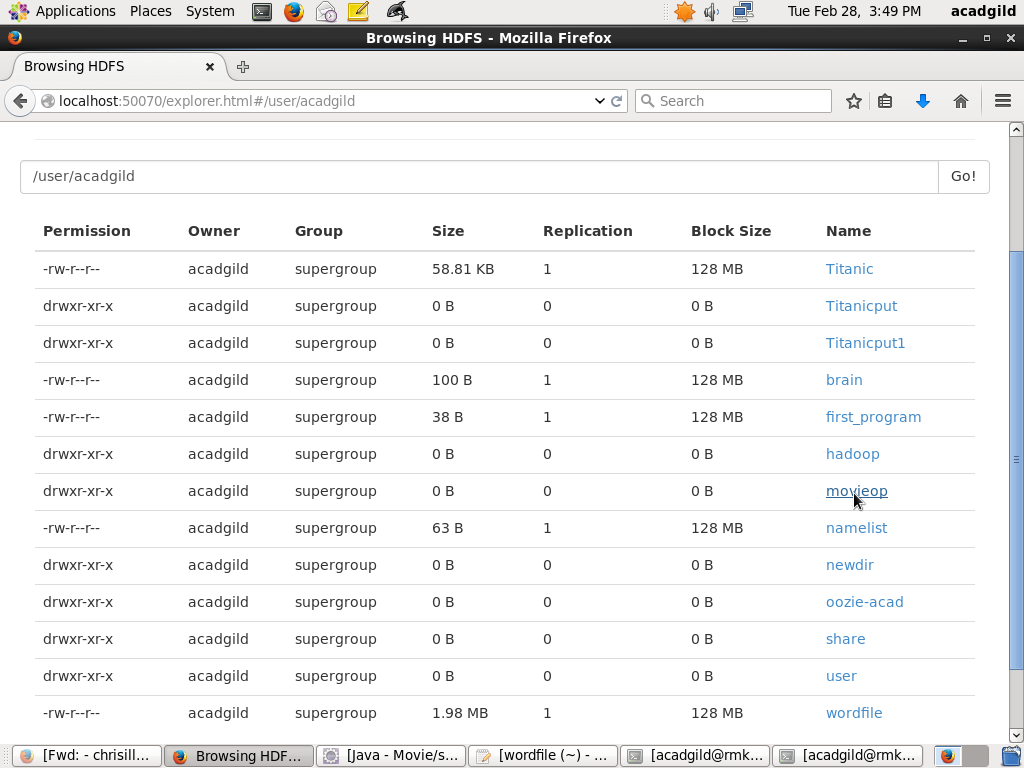 Applications Places System Tue Feb 28, 3:49 PM acadgild
Browsing HDFS - Mozilla Firefox
Browsing HDFS
localhost:50070/explorer.html#/user/acadgild Search
/user/acadgild Go!
Permission Owner Group Size Replication Block Size Name
-rw-r--r-- acadgild supergroup 58.81 KB 1 128 MB Titanic
drwxr-xr-x acadgild supergroup 0 B 0 0 B Titanicput
drwxr-xr-x acadgild supergroup 0 B 0 0 B Titanicput1
-rw-r--r-- acadgild supergroup 100 B 1 128 MB brain
-rw-r--r-- acadgild supergroup 38 B 1 128 MB first_program
drwxr-xr-x acadgild supergroup 0 B 0 0 B hadoop
drwxr-xr-x acadgild supergroup 0 B 0 0 B movieop
-rw-r--r-- acadgild supergroup 63 B 1 128 MB namelist
drwxr-xr-x acadgild supergroup 0 B 0 0 B newdir
drwxr-xr-x acadgild supergroup 0 B 0 0 B oozie-acad
drwxr-xr-x acadgild supergroup 0 B 0 0 B share
drwxr-xr-x acadgild supergroup 0 B 0 0 B user
-rw-r--r-- acadgild supergroup 1.98 MB 1 128 MB wordfile
[Fwd: - chrisill... Browsing HDF... [Java - Movie/s... [wordfile (~) - ... [acadgild@rmk... [acadgild@rmk...